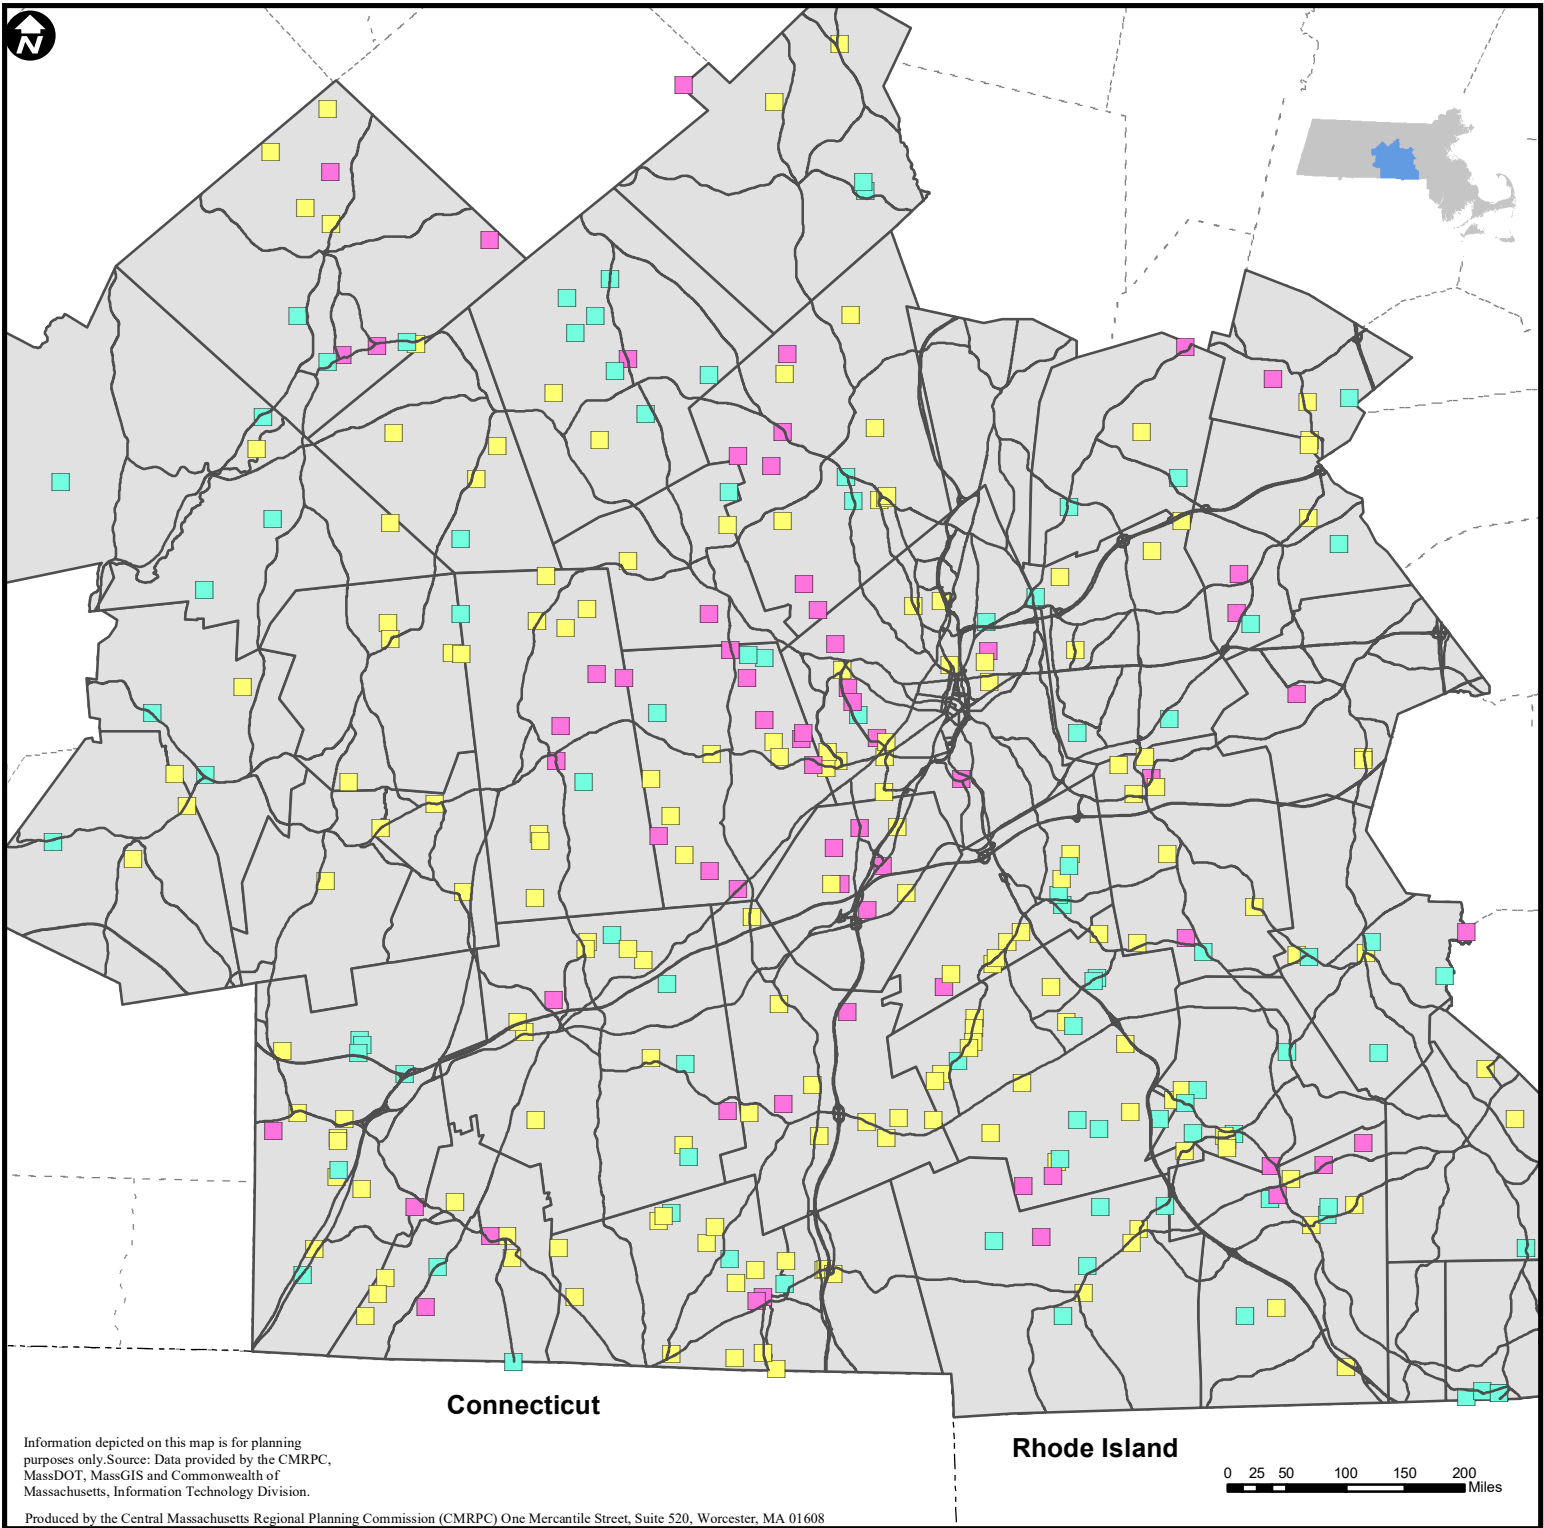 N
Connecticut
Rhode Island
Information depicted on this map is for planning
purposes only.Source: Data provided by the CMRPC,
MassDOT, MassGIS and Commonwealth of
Massachusetts, Information Technology Division.
0 25 50 100 150 200
Miles
Produced by the Central Massachusetts Regional Planning Commission (CMRPC) One Mercantile Street, Suite 520, Worcester, MA 01608